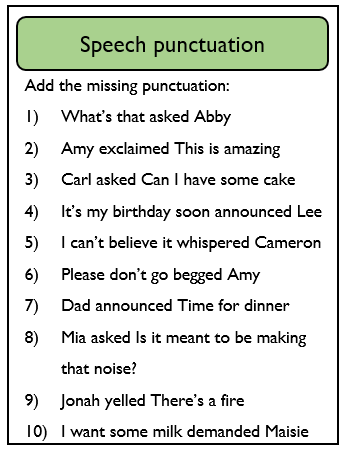 Speech punctuation
Add the missing punctuation:
1) What's that asked Abby
2) Amy exclaimed This is amazing
3) Carl asked Can I have some cake
4) It's my birthday soon announced Lee
5) I can't believe it whispered Cameron
6) Please don't go begged Amy
7) Dad announced Time for dinner
8) Mia asked Is it meant to be making
that noise?
9) Jonah yelled There's a fire
10) I want some milk demanded Maisie